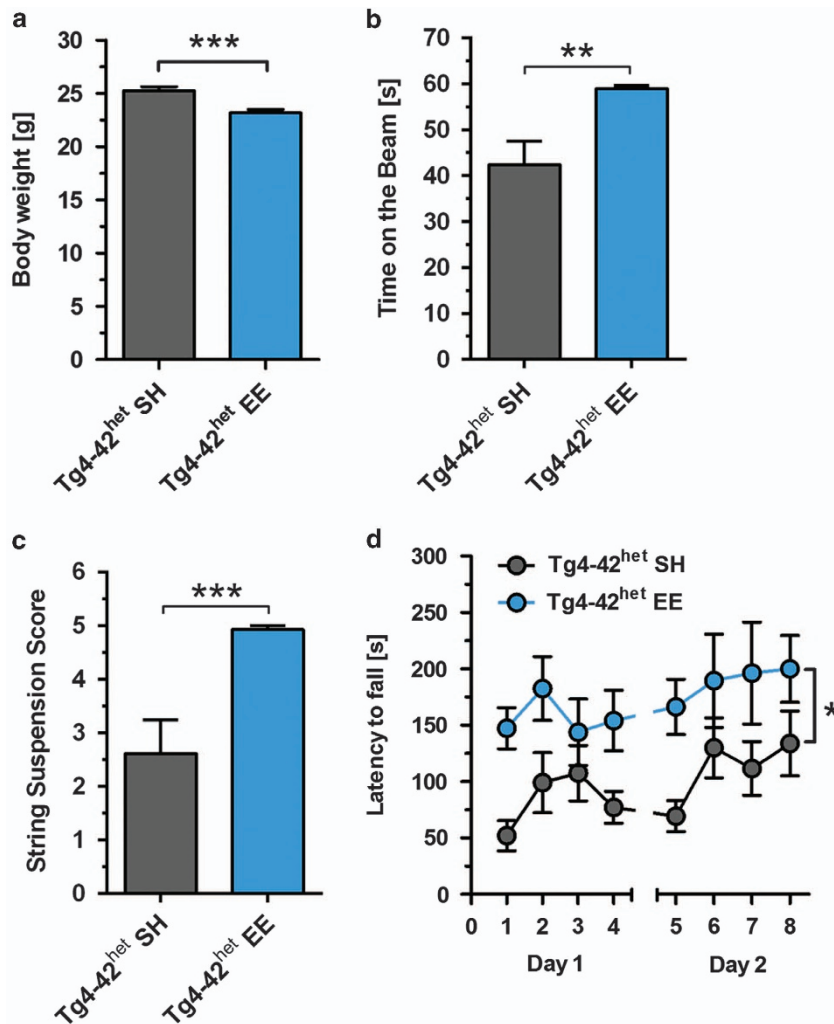 a
Body weight [g]
30
25
20
15
10
5
0
***
Tg4-42het SH
Tg4-42het EE
b
Time on the Beam [s]
70
60
50
40
30
20
10
0
**
Tg4-42het SH
Tg4-42het EE
c
String Suspension Score
6
5
4
3
2
1
0
***
Tg4-42het SH
Tg4-42het EE
d
Latency to fall [s]
300
250
200
150
100
50
0
Tg4-42het SH
Tg4-42het EE
*
0 1 2 3 4 5 6 7 8
Day 1 Day 2